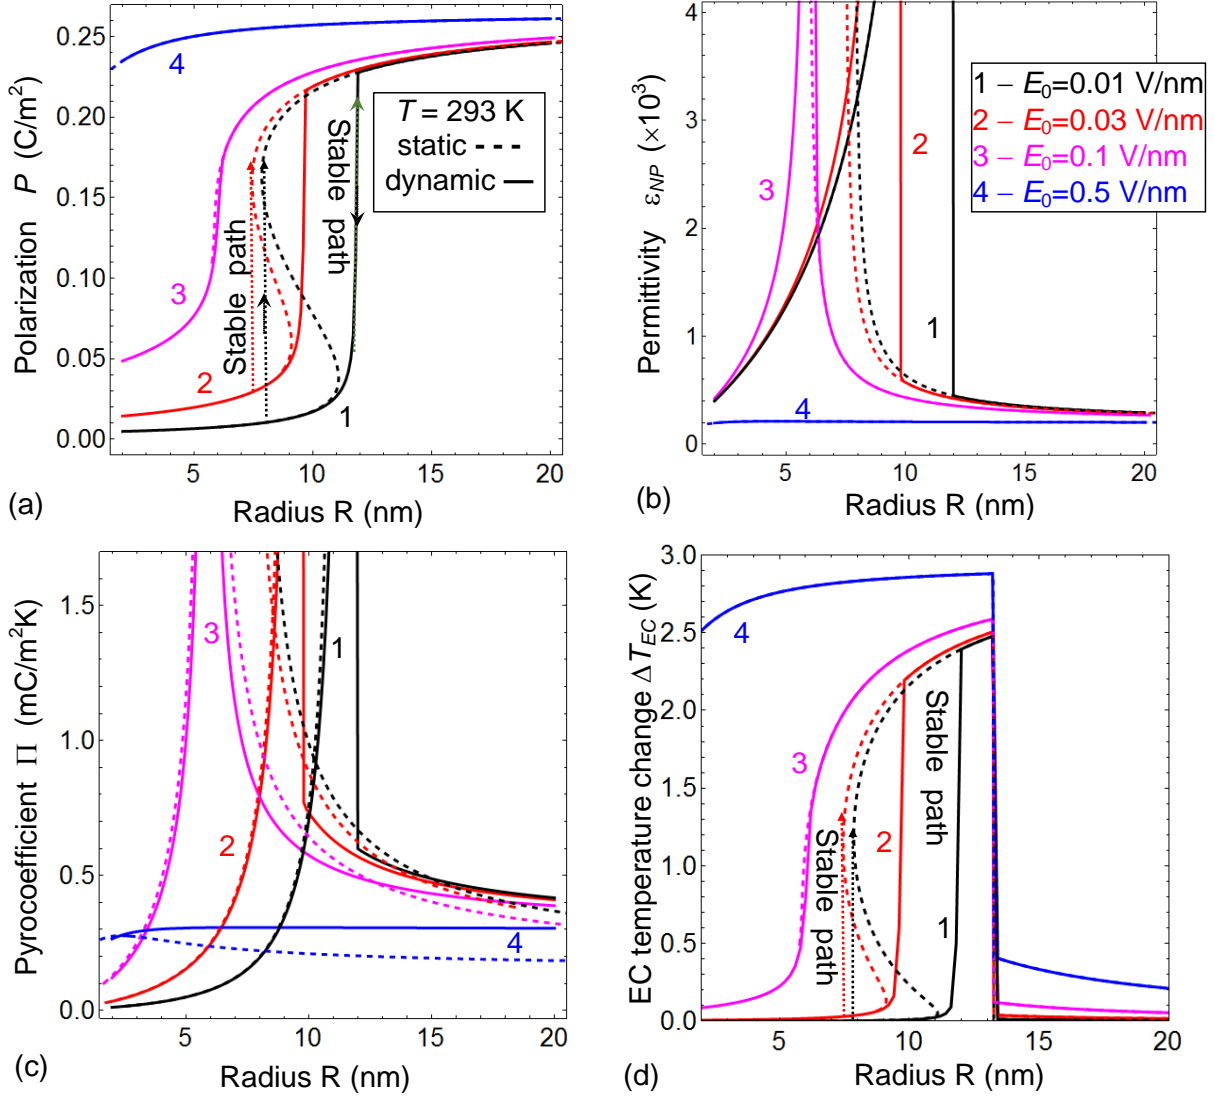 Polarization P (C/m²)
0.25
0.20
0.15
0.10
0.05
0.00
4
3
2
1
T = 293 K
static
dynamic
Stable path
Stable path
5
10
15
20
(a)
Radius R (nm)
Permittivity εNP (×10³)
4
3
2
1
0
3
2
1
4
1 – E₀=0.01 V/nm
2 – E₀=0.03 V/nm
3 – E₀=0.1 V/nm
4 – E₀=0.5 V/nm
5
10
15
20
(b)
Radius R (nm)
Pyrocoefficient Π (mC/m²K)
1.5
1.0
0.5
0.0
3
1
2
4
5
10
15
20
(c)
Radius R (nm)
EC temperature change ΔTEC (K)
3.0
2.5
2.0
1.5
1.0
0.5
0.0
4
3
2
1
Stable path
Stable path
5
10
15
20
(d)
Radius R (nm)